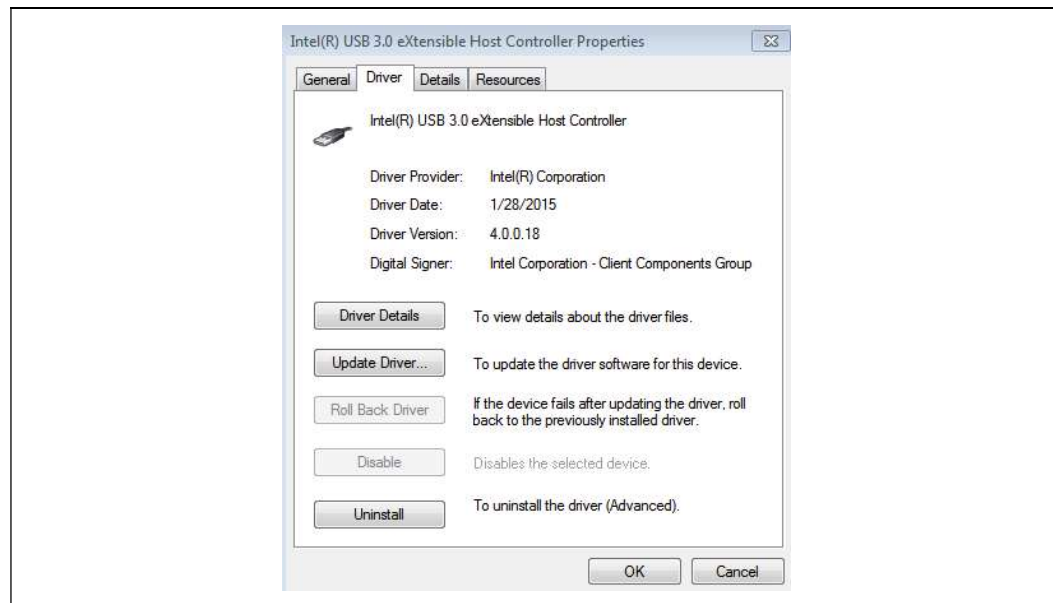 Intel(R) USB 3.0 eXtensible Host Controller Properties
General Driver Details Resources
Intel(R) USB 3.0 eXtensible Host Controller
Driver Provider: Intel(R) Corporation
Driver Date: 1/28/2015
Driver Version: 4.0.0.18
Digital Signer: Intel Corporation - Client Components Group
Driver Details To view details about the driver files.
Update Driver... To update the driver software for this device.
Roll Back Driver If the device fails after updating the driver, roll
back to the previously installed driver.
Disable Disables the selected device.
Uninstall To uninstall the driver (Advanced).
OK Cancel